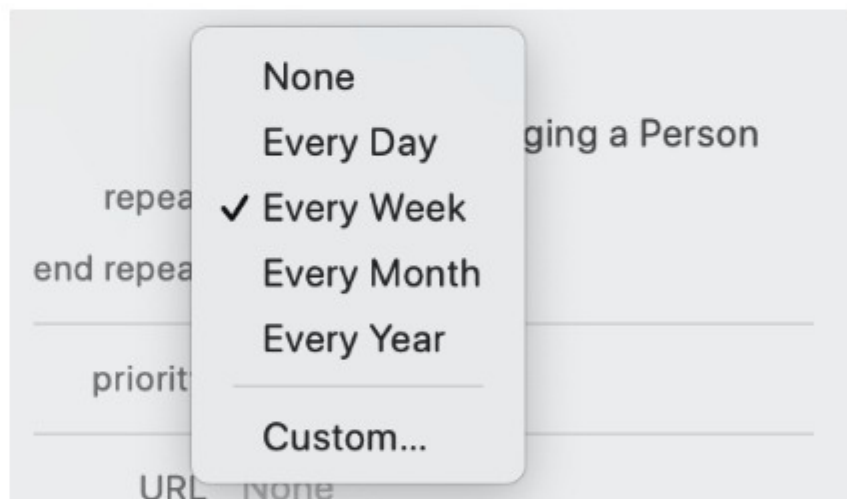 None
Every Day
ging a Person
repea ✓ Every Week
end repea Every Month
Every Year
priorit
Custom...
URL None